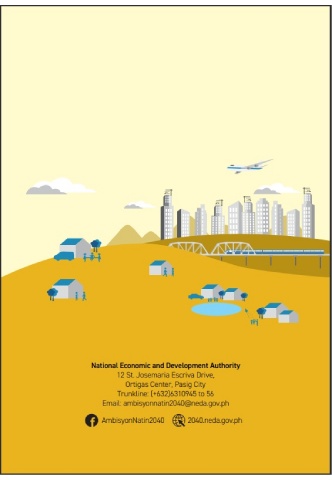 National Economic and Development Authority
12 St. Josemaria Escriva Drive,
Ortigas Center, Pasig City
Trunkline: (+632)6310945 to 56
Email: ambisyonnatin2040@neda.gov.ph
AmbisyonNatin2040 2040.neda.gov.ph